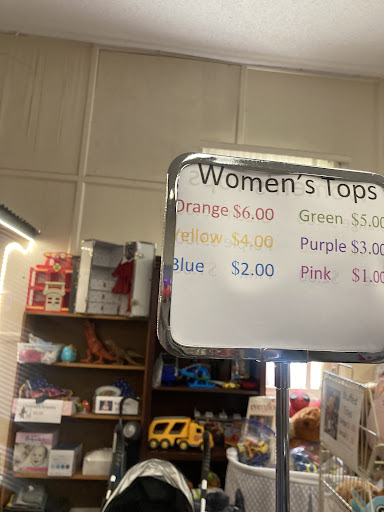 Women's Tops
Orange $6.00 Green $5.00
Yellow $4.00 Purple $3.00
Blue $2.00 Pink $1.00